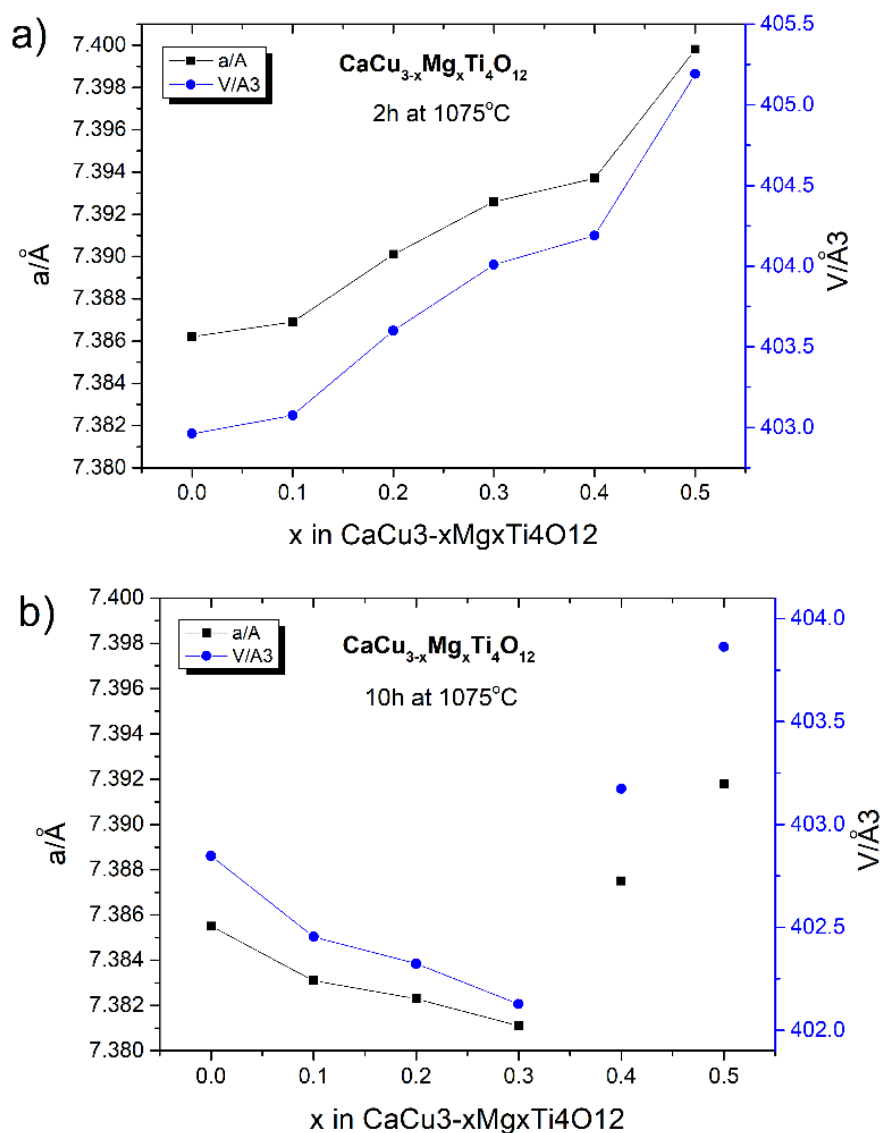 a)
a/A
V/A3
CaCu3-xMgxTi4O12
2h at 1075°C
7.400
7.398
7.396
7.394
7.392
7.390
7.388
7.386
7.384
7.382
7.380
a/Å
405.5
405.0
404.5
404.0
403.5
403.0
V/Å3
0.0 0.1 0.2 0.3 0.4 0.5
x in CaCu3-xMgxTi4O12
b)
a/A
V/A3
CaCu3-xMgxTi4O12
10h at 1075°C
7.400
7.398
7.396
7.394
7.392
7.390
7.388
7.386
7.384
7.382
7.380
a/Å
404.0
403.5
403.0
402.5
402.0
V/Å3
0.0 0.1 0.2 0.3 0.4 0.5
x in CaCu3-xMgxTi4O12